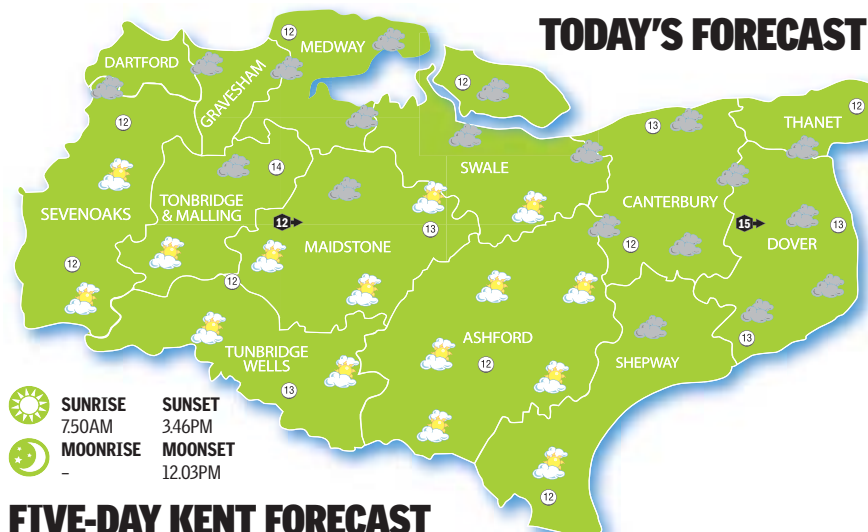 TODAY'S FORECAST
12
MEDWAY
DARTFORD
GRAVESHAM
12
12
12
13
THANET
14
SWALE
SEVENOAKS
TONBRIDGE
& MALLING
CANTERBURY
12
MAIDSTONE
13
15
13
DOVER
12
12
12
ASHFORD
TUNBRIDGE
WELLS
12
SHEPWAY
13
13
12
SUNRISE SUNSET
7.50AM 3.46PM
MOONRISE MOONSET
– 12.03PM
FIVE-DAY KENT FORECAST